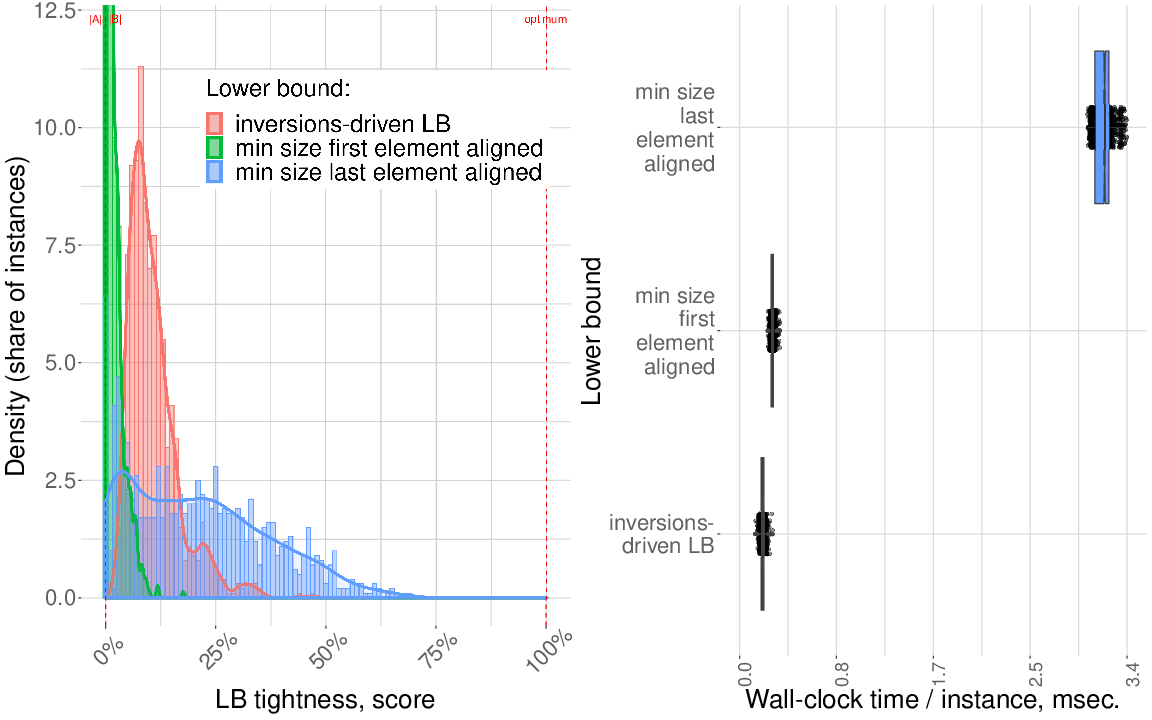 12.5
10.0
7.5
5.0
2.5
0.0
Density (share of instances)
|A|+|B|
optimum
Lower bound:
inversions-driven LB
min size first element aligned
min size last element aligned
0%
25%
50%
75%
100%
LB tightness, score
Lower bound
min size
last
element
aligned
min size
first
element
aligned
inversions-
driven LB
0.0
0.8
1.7
2.5
3.4
Wall-clock time / instance, msec.